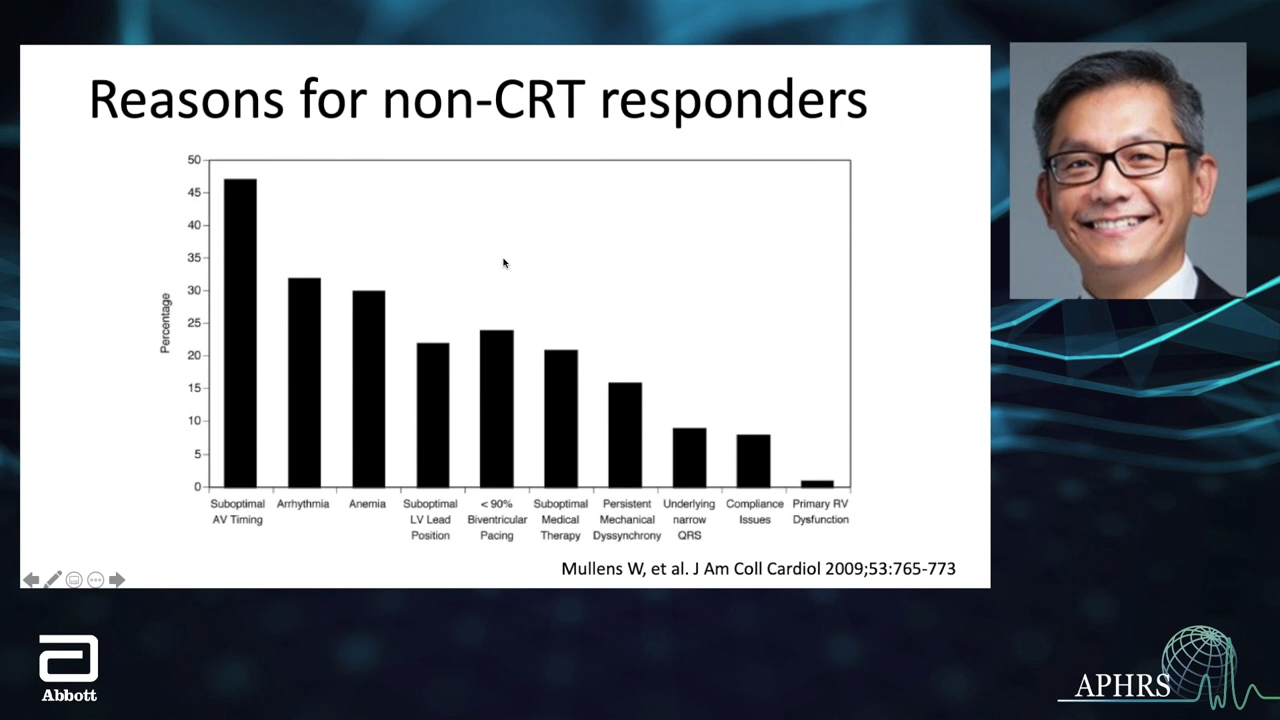 Reasons for non-CRT responders
50
45
40
35
30
25
20
15
10
5
0
Percentage
Suboptimal
AV Timing
Arrhythmia
Anemia
Suboptimal
LV Lead
Position
< 90%
Biventricular
Pacing
Suboptimal
Medical
Therapy
Persistent
Mechanical
Dyssynchrony
Underlying
narrow
QRS
Compliance
Issues
Primary RV
Dysfunction
Mullens W, et al. J Am Coll Cardiol 2009;53:765-773
Abbott
APHRS